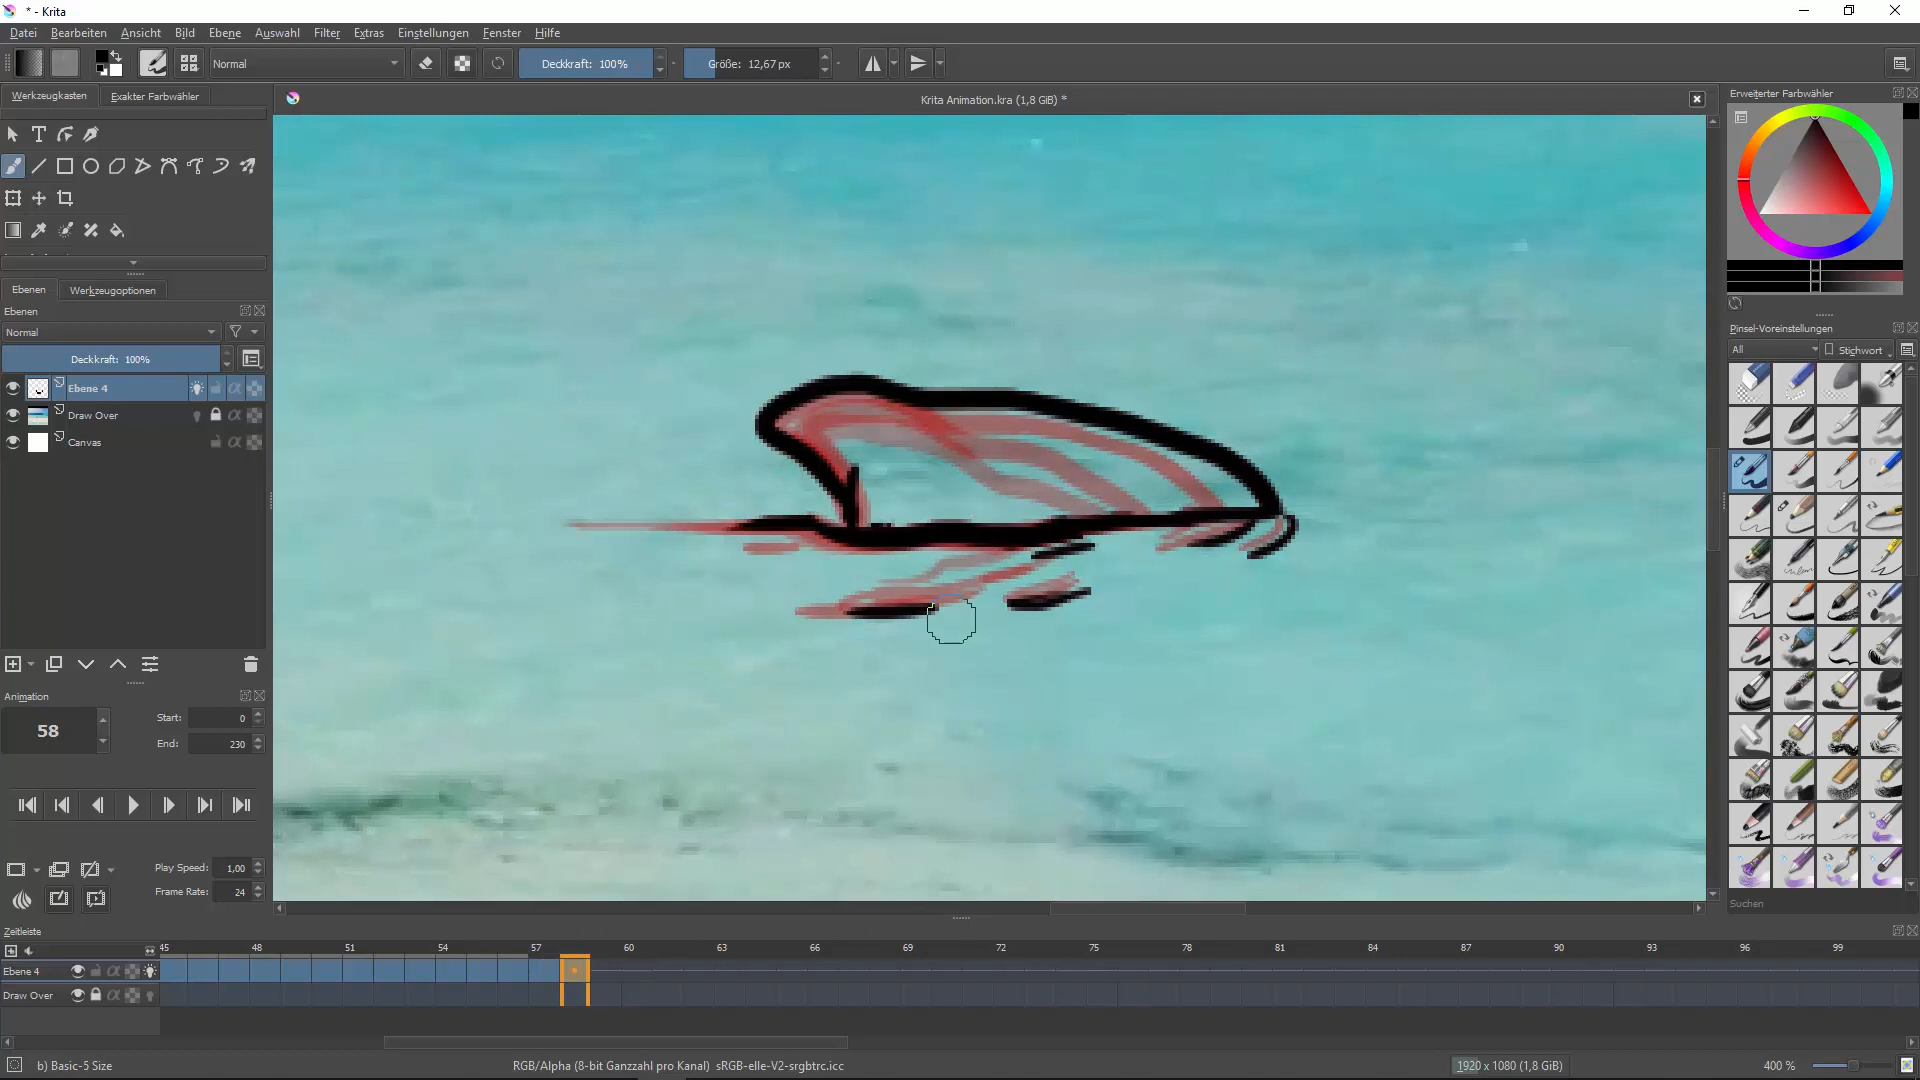 * - Krita
Datei Bearbeiten Ansicht Bild Ebene Auswahl Filter Extras Einstellungen Fenster Hilfe
Normal Deckkraft: 100% Größe: 12,67 px
Werkzeugkasten Exakter Farbwähler
Krita Animation.kra (1,8 GiB) *
Erweiterter Farbwähler
Ebenen Werkzeugoptionen
Ebenen
Normal
Deckkraft: 100%
Ebene 4
Draw Over
Canvas
Pinsel-Voreinstellungen
All Stichwort
Suchen
Animation
58
Start: 0
End: 230
Play Speed: 1,00
Frame Rate: 24
Zeitleiste
45 48 51 54 57 60 63 66 69 72 75 78 81 84 87 90 93 96 99
Ebene 4
Draw Over
b) Basic-5 Size RGB/Alpha (8-bit Ganzzahl pro Kanal) sRGB-elle-V2-srgbtrc.icc 1920 x 1080 (1,8 GiB) 400 %